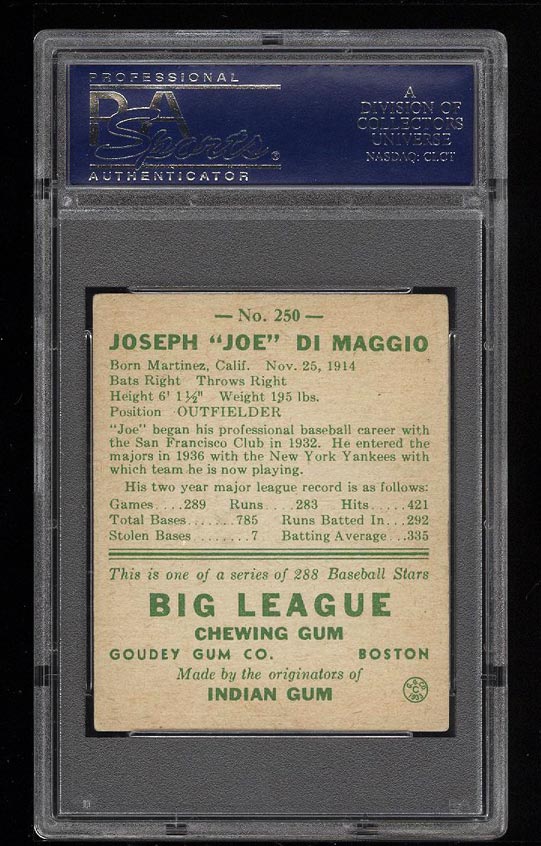 PROFESSIONAL
PSA
Sports®
AUTHENTICATOR
A
DIVISION OF
COLLECTORS
UNIVERSE
NASDAQ: CLCT
— No. 250 —
JOSEPH "JOE" DI MAGGIO
Born Martinez, Calif. Nov. 25, 1914
Bats Right Throws Right
Height 6' 1½" Weight 195 lbs.
Position OUTFIELDER
"Joe" began his professional baseball career with
the San Francisco Club in 1932. He entered the
majors in 1936 with the New York Yankees with
which team he is now playing.
His two year major league record is as follows:
Games....289 Runs....283 Hits.....421
Total Bases.......785 Runs Batted In...292
Stolen Bases........7 Batting Average...335
This is one of a series of 288 Baseball Stars
BIG LEAGUE
CHEWING GUM
GOUDEY GUM CO. BOSTON
Made by the originators of
INDIAN GUM